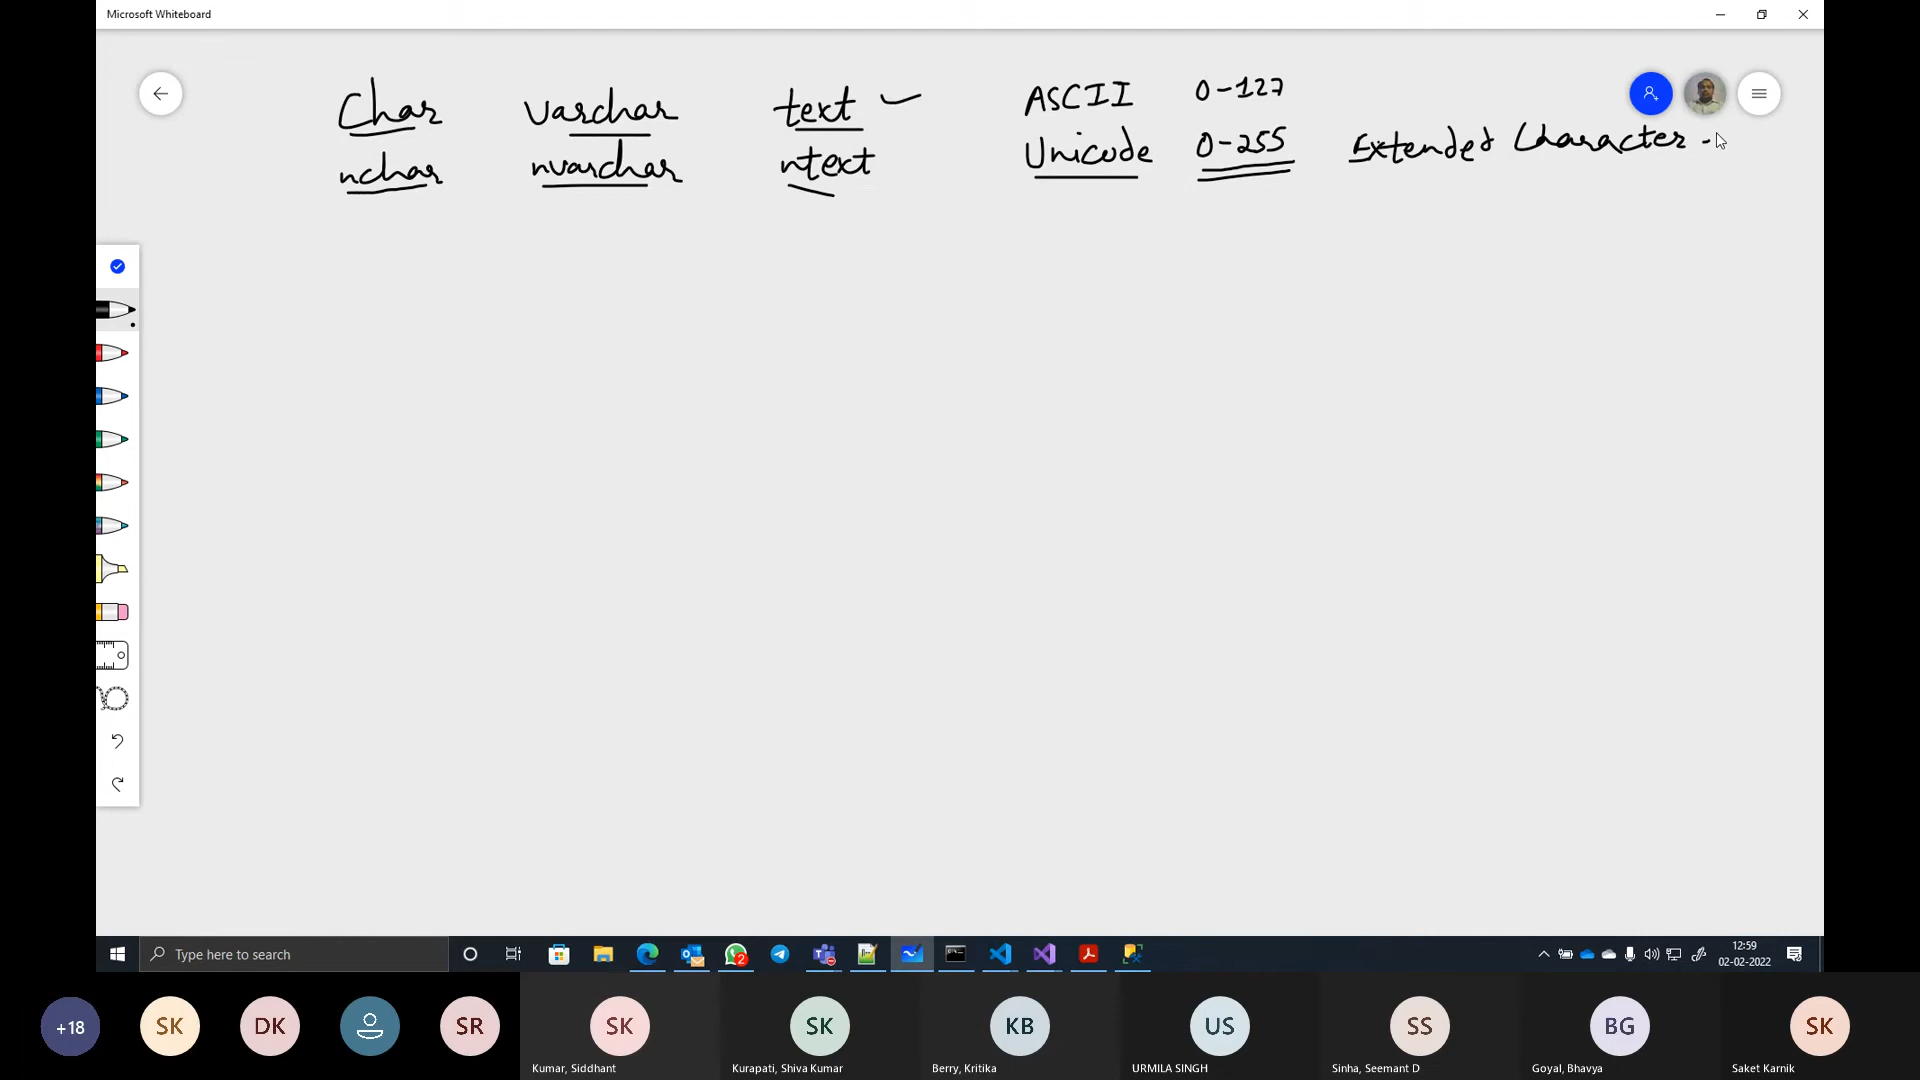 Microsoft Whiteboard
Char varchar text ASCII 0-127
nchar nvarchar ntext Unicode 0-255 Extended Character -
Type here to search
2
12:59
02-02-2022
+18 SK DK SR SK SK KB US SS BG SK
Kumar, Siddhant Kurapati, Shiva Kumar Berry, Kritika URMILA SINGH Sinha, Seemant D Goyal, Bhavya Saket Karnik